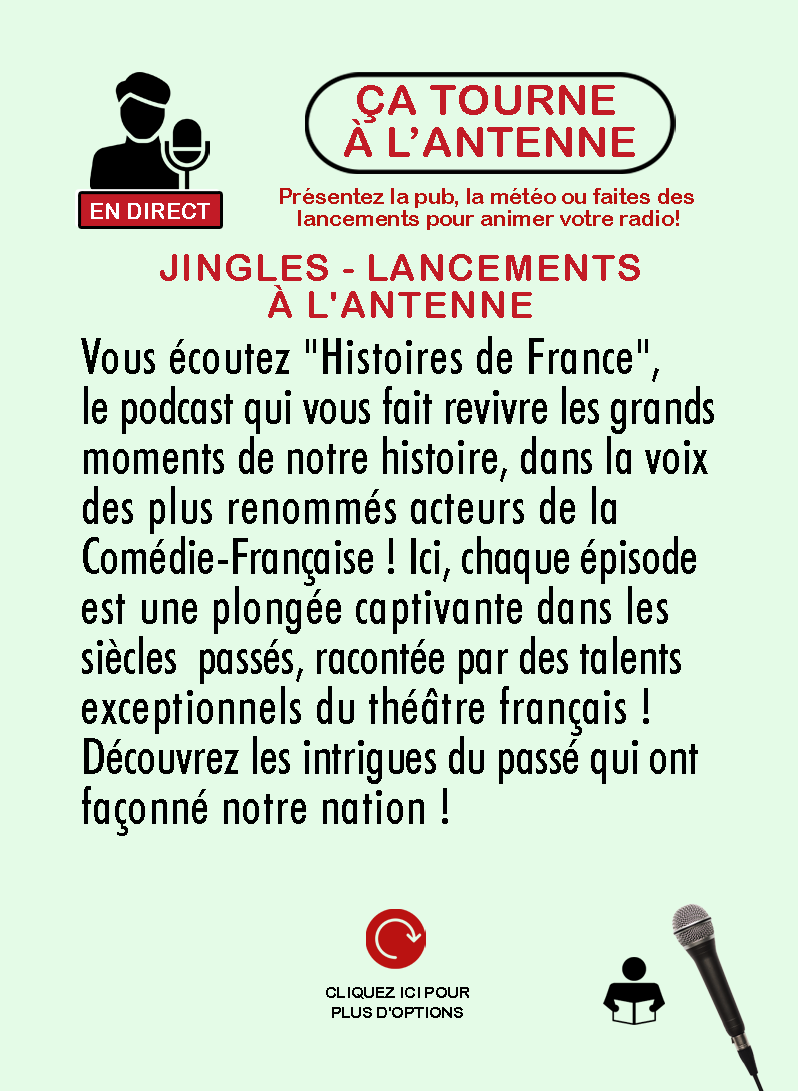 ÇA TOURNE
À L’ANTENNE
EN DIRECT
Présentez la pub, la météo ou faites des
lancements pour animer votre radio!
JINGLES - LANCEMENTS
À L'ANTENNE
Vous écoutez "Histoires de France",
le podcast qui vous fait revivre les grands
moments de notre histoire, dans la voix
des plus renommés acteurs de la
Comédie-Française ! Ici, chaque épisode
est une plongée captivante dans les
siècles passés, racontée par des talents
exceptionnels du théâtre français !
Découvrez les intrigues du passé qui ont
façonné notre nation !
CLIQUEZ ICI POUR
PLUS D'OPTIONS